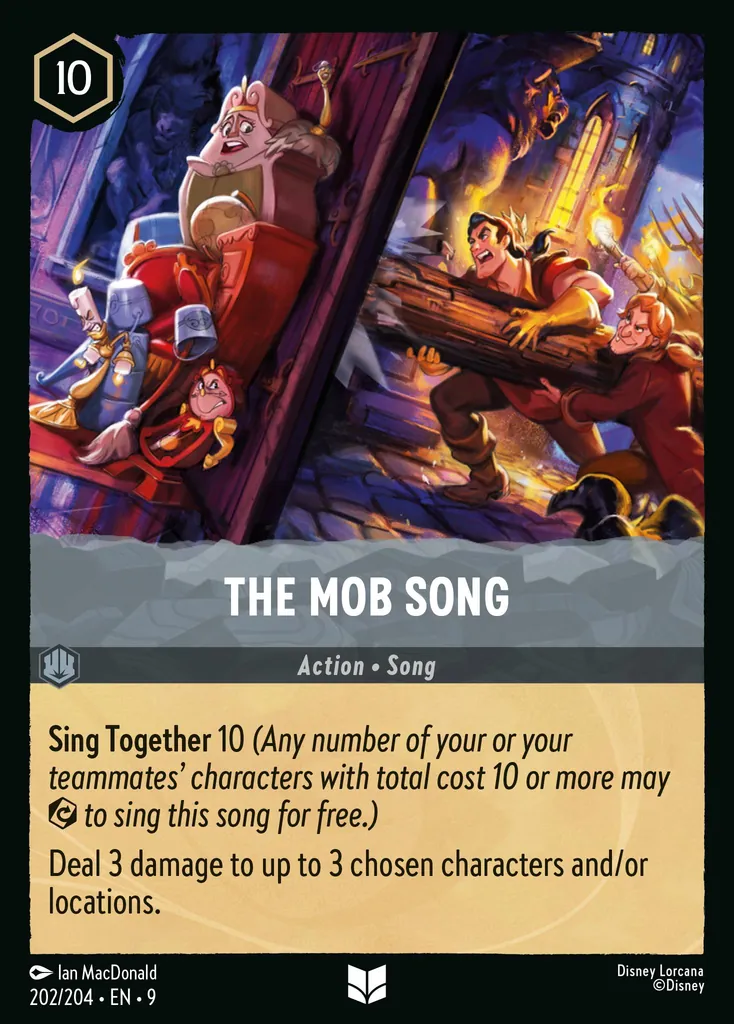 10
THE MOB SONG
Action • Song
Sing Together 10 (Any number of your or your
teammates' characters with total cost 10 or more may
to sing this song for free.)
Deal 3 damage to up to 3 chosen characters and/or
locations.
Ian MacDonald
202/204 • EN • 9
Disney Lorcana
©Disney